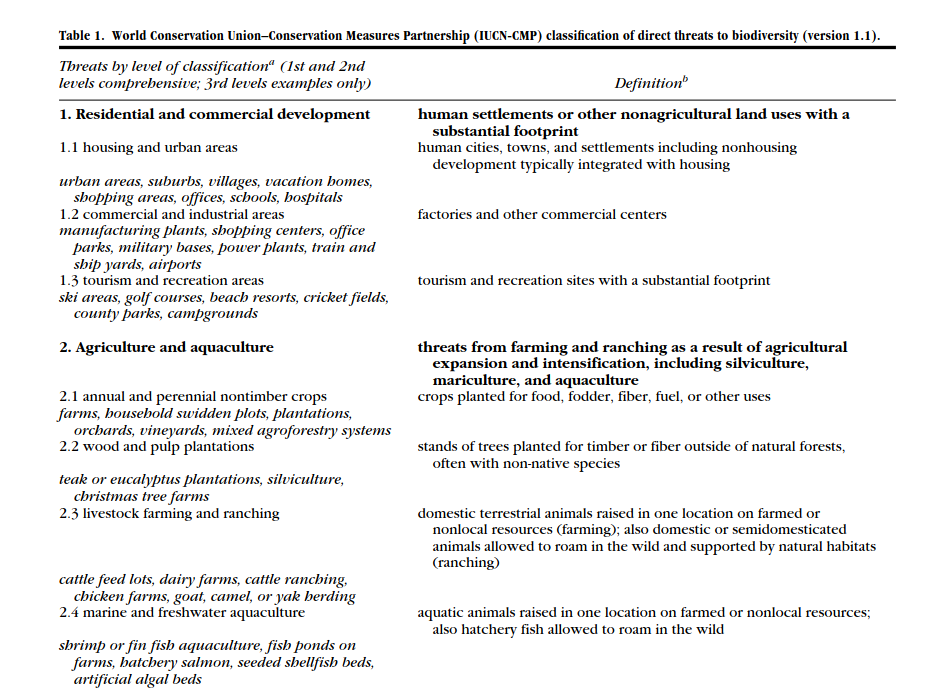 Table 1. World Conservation Union–Conservation Measures Partnership (IUCN-CMP) classification of direct threats to biodiversity (version 1.1).
Threats by level of classificationᵃ (1st and 2nd
levels comprehensive; 3rd levels examples only)
Definitionᵇ
1. Residential and commercial development
human settlements or other nonagricultural land uses with a
substantial footprint
1.1 housing and urban areas
human cities, towns, and settlements including nonhousing
development typically integrated with housing
urban areas, suburbs, villages, vacation homes,
shopping areas, offices, schools, hospitals
1.2 commercial and industrial areas
factories and other commercial centers
manufacturing plants, shopping centers, office
parks, military bases, power plants, train and
ship yards, airports
1.3 tourism and recreation areas
tourism and recreation sites with a substantial footprint
ski areas, golf courses, beach resorts, cricket fields,
county parks, campgrounds
2. Agriculture and aquaculture
threats from farming and ranching as a result of agricultural
expansion and intensification, including silviculture,
mariculture, and aquaculture
2.1 annual and perennial nontimber crops
crops planted for food, fodder, fiber, fuel, or other uses
farms, household swidden plots, plantations,
orchards, vineyards, mixed agroforestry systems
2.2 wood and pulp plantations
stands of trees planted for timber or fiber outside of natural forests,
often with non-native species
teak or eucalyptus plantations, silviculture,
christmas tree farms
2.3 livestock farming and ranching
domestic terrestrial animals raised in one location on farmed or
nonlocal resources (farming); also domestic or semidomesticated
animals allowed to roam in the wild and supported by natural habitats
(ranching)
cattle feed lots, dairy farms, cattle ranching,
chicken farms, goat, camel, or yak herding
2.4 marine and freshwater aquaculture
aquatic animals raised in one location on farmed or nonlocal resources;
also hatchery fish allowed to roam in the wild
shrimp or fin fish aquaculture, fish ponds on
farms, hatchery salmon, seeded shellfish beds,
artificial algal beds